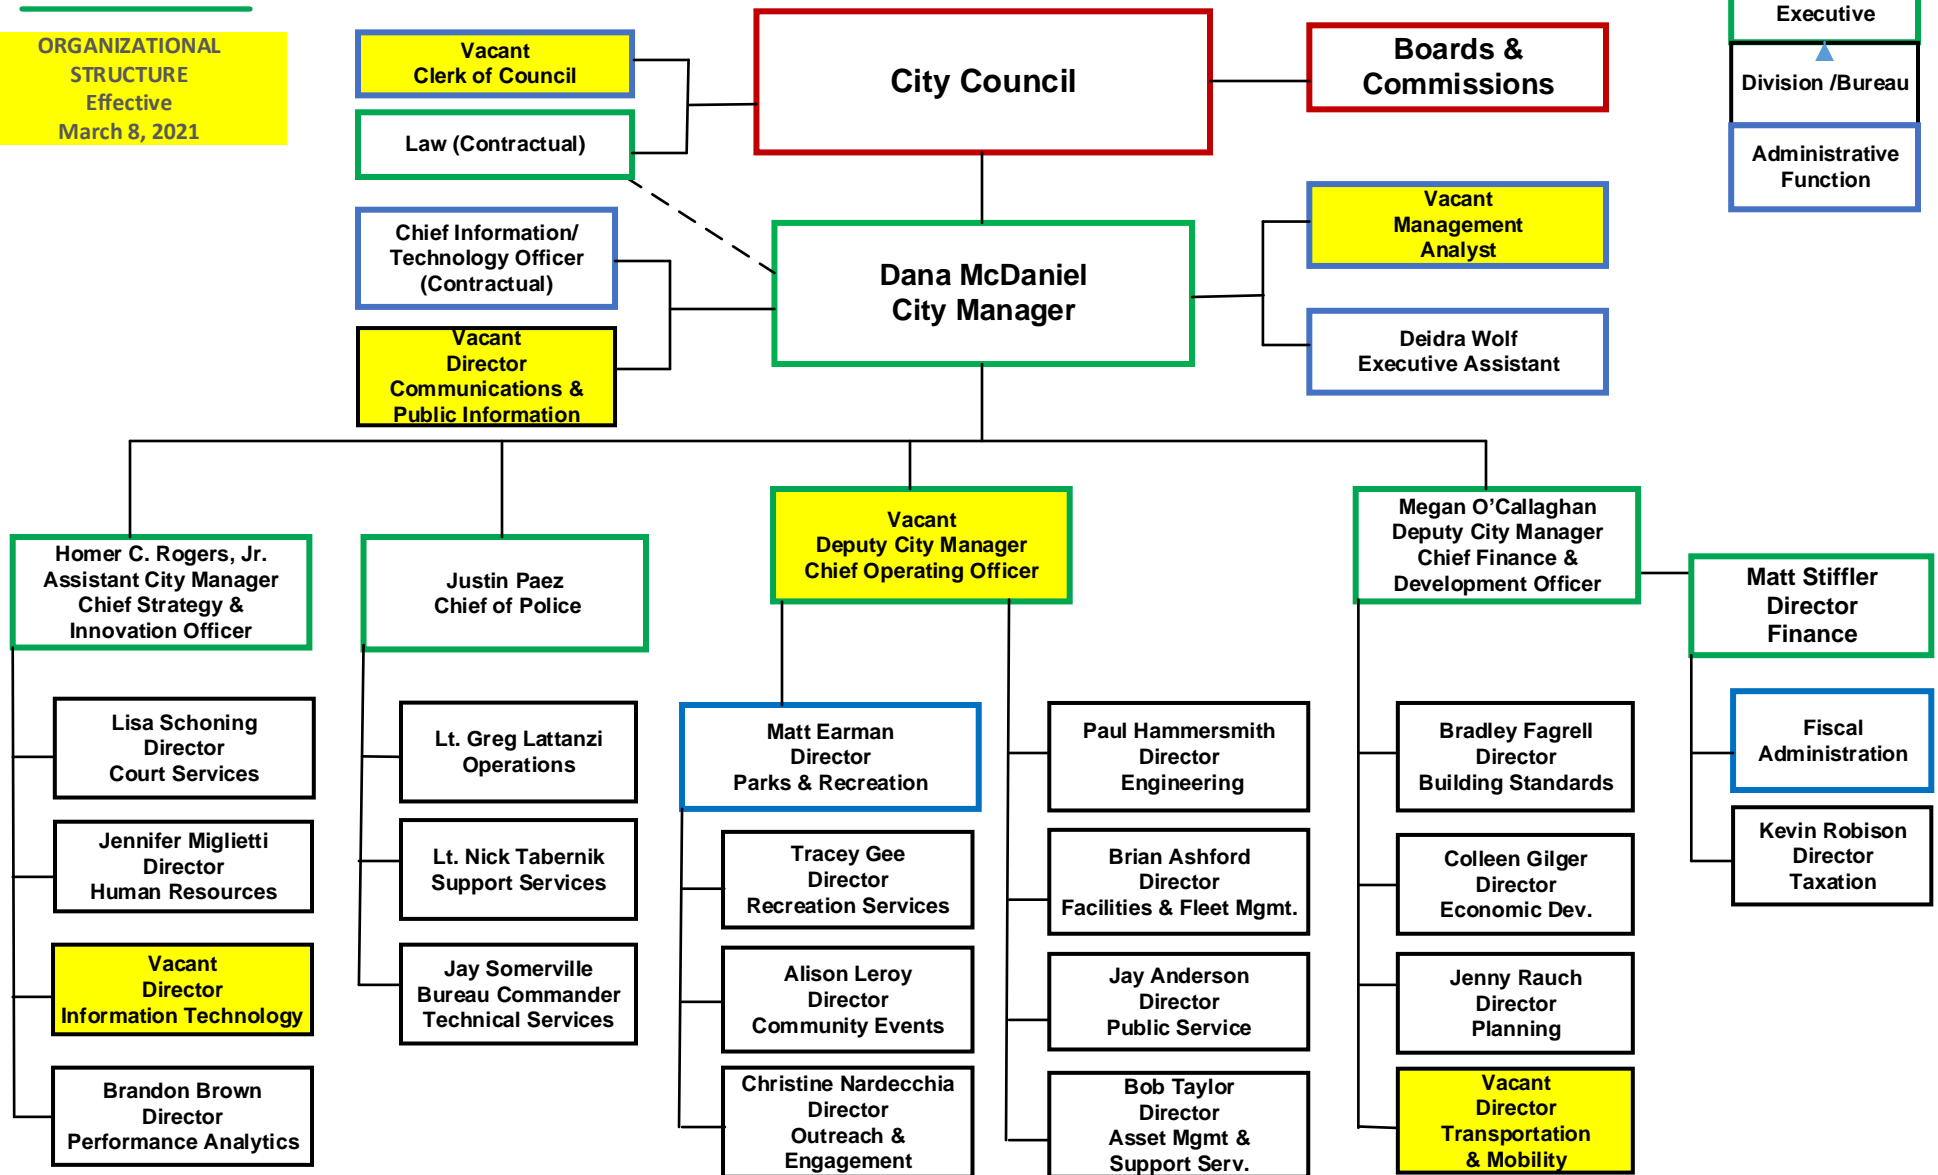 ORGANIZATIONAL
STRUCTURE
Effective
March 8, 2021
Vacant
Clerk of Council
Law (Contractual)
City Council
Boards &
Commissions
Executive
Division /Bureau
Administrative
Function
Chief Information/
Technology Officer
(Contractual)
Vacant
Director
Communications &
Public Information
Dana McDaniel
City Manager
Vacant
Management
Analyst
Deidra Wolf
Executive Assistant
Homer C. Rogers, Jr.
Assistant City Manager
Chief Strategy &
Innovation Officer
Lisa Schoning
Director
Court Services
Jennifer Miglietti
Director
Human Resources
Vacant
Director
Information Technology
Brandon Brown
Director
Performance Analytics
Justin Paez
Chief of Police
Lt. Greg Lattanzi
Operations
Lt. Nick Tabernik
Support Services
Jay Somerville
Bureau Commander
Technical Services
Vacant
Deputy City Manager
Chief Operating Officer
Matt Earman
Director
Parks & Recreation
Tracey Gee
Director
Recreation Services
Alison Leroy
Director
Community Events
Christine Nardecchia
Director
Outreach &
Engagement
Paul Hammersmith
Director
Engineering
Brian Ashford
Director
Facilities & Fleet Mgmt.
Jay Anderson
Director
Public Service
Bob Taylor
Director
Asset Mgmt &
Support Serv.
Megan O’Callaghan
Deputy City Manager
Chief Finance &
Development Officer
Bradley Fagrell
Director
Building Standards
Colleen Gilger
Director
Economic Dev.
Jenny Rauch
Director
Planning
Vacant
Director
Transportation
& Mobility
Matt Stiffler
Director
Finance
Fiscal
Administration
Kevin Robison
Director
Taxation